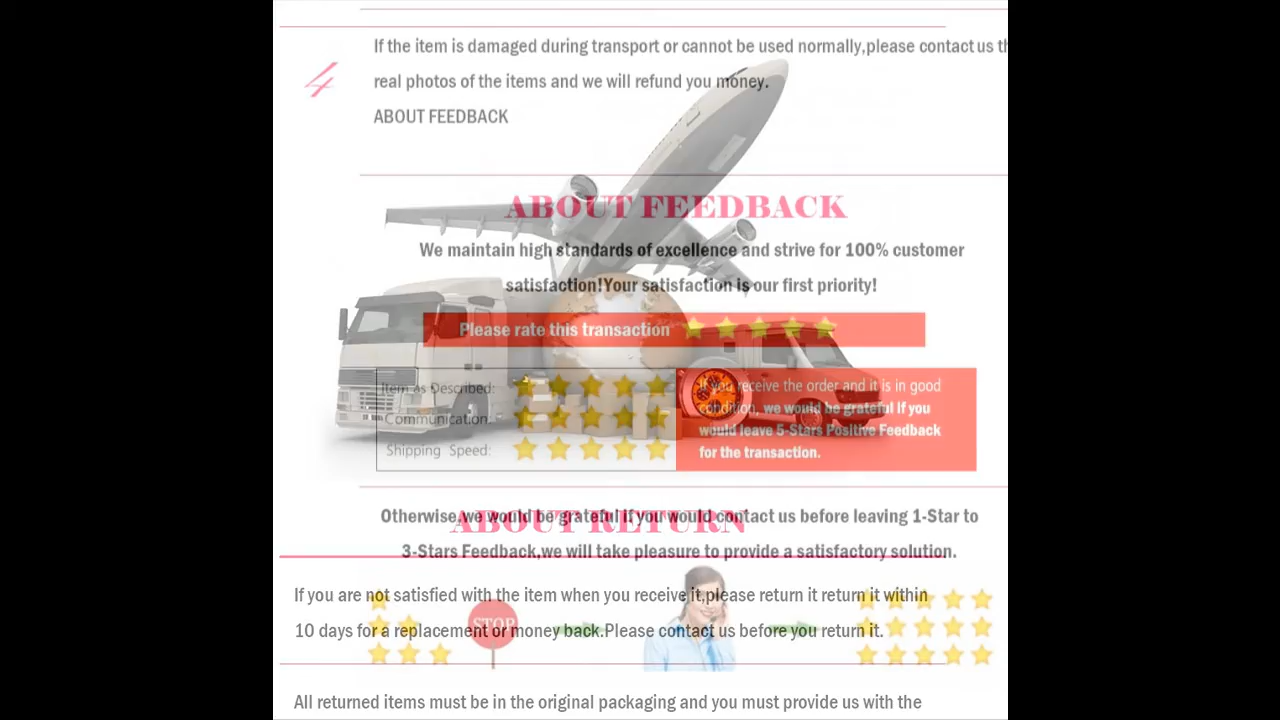 4
If the item is damaged during transport or cannot be used normally,please contact us
real photos of the items and we will refund you money.
ABOUT FEEDBACK
ABOUT FEEDBACK
We maintain high standards of excellence and strive for 100% customer
satisfaction!Your satisfaction is our first priority!
Please rate this transaction
Item as Described:
Communication:
Shipping Speed:
If you receive the order and it is in good
condition, we would be grateful if you
would leave 5-Stars Positive Feedback
for the transaction.
Otherwise,we would be grateful if you would contact us before leaving 1-Star to
ABOUT RETURN
3-Stars Feedback,we will take pleasure to provide a satisfactory solution.
If you are not satisfied with the item when you receive it,please return it return it within
STOP
10 days for a replacement or money back.Please contact us before you return it.
All returned items must be in the original packaging and you must provide us with the